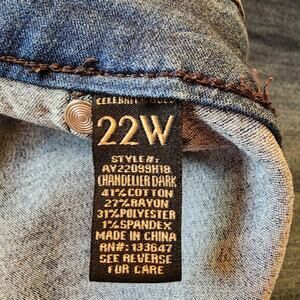 CELEBRITY
22W
STYLE#:
AY22099H18
CHANDELIER DARK
41%COTTON
27%RAYON
31%POLYESTER
1%SPANDEX
MADE IN CHINA
RN#: 133647
SEE REVERSE
FOR CARE